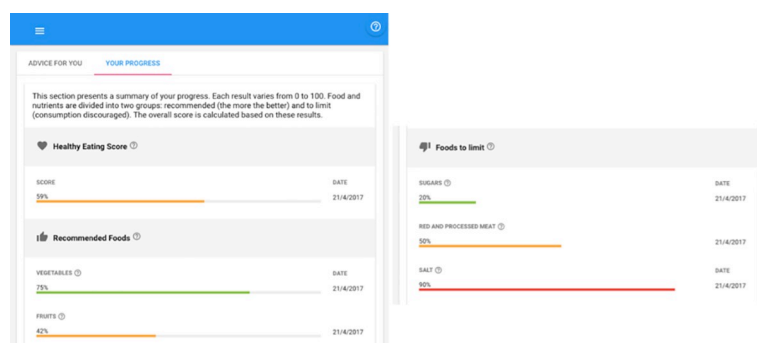 ADVICE FOR YOU YOUR PROGRESS
This section presents a summary of your progress. Each result varies from 0 to 100. Food and
nutrients are divided into two groups: recommended (the more the better) and to limit
(consumption discouraged). The overall score is calculated based on these results.
Healthy Eating Score
SCORE DATE
59% 21/4/2017
Recommended Foods
VEGETABLES DATE
75% 21/4/2017
FRUITS
42% 21/4/2017
Foods to limit
SUGARS DATE
20% 21/4/2017
RED AND PROCESSED MEAT
50% 21/4/2017
SALT DATE
90% 21/4/2017